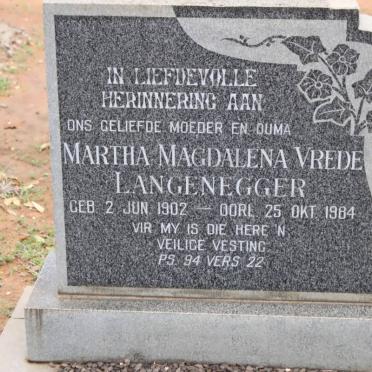 IN LIEFDEVOLLE
HERINNERING AAN
ONS GELIEFDE MOEDER EN OUMA
MARTHA MAGDALENA VREDE
LANGENEGGER
GEB. 2 JUN. 1902 — OORL. 25 OKT. 1984
VIR MY IS DIE HERE 'N
VEILIGE VESTING
PS. 94 VERS 22